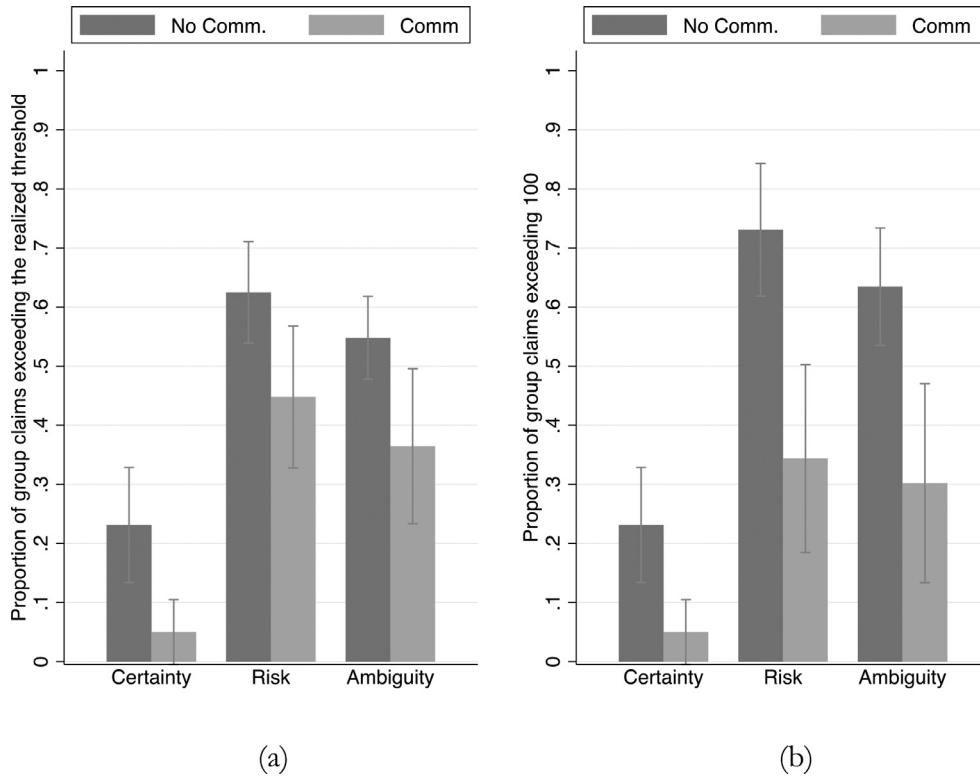 No Comm. Comm
Proportion of group claims exceeding the realized threshold
1
.9
.8
.7
.6
.5
.4
.3
.2
.1
0
Certainty Risk Ambiguity
(a)
No Comm. Comm
Proportion of group claims exceeding 100
1
.9
.8
.7
.6
.5
.4
.3
.2
.1
0
Certainty Risk Ambiguity
(b)